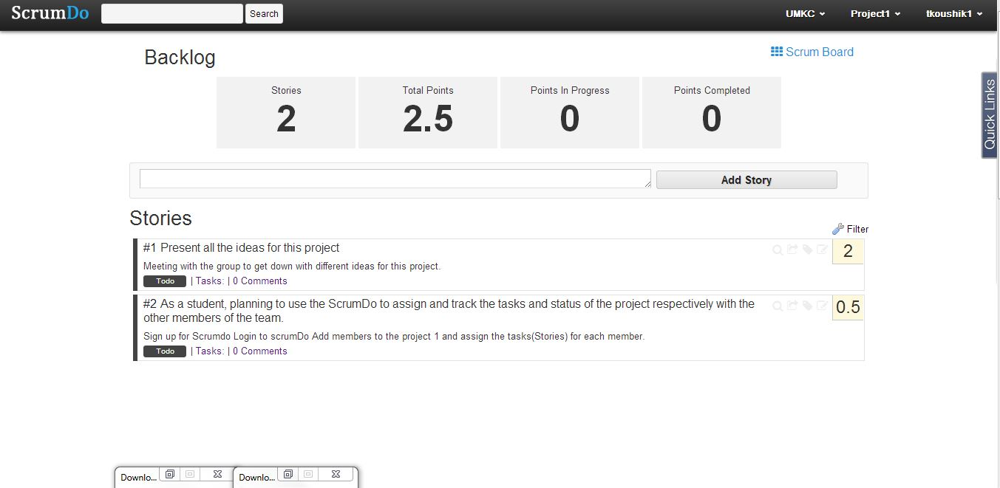 ScrumDo
Search
UMKC
Project1
tkoushik1
Backlog
Scrum Board
Stories
2
Total Points
2.5
Points In Progress
0
Points Completed
0
Quick Links
Add Story
Stories
Filter
#1 Present all the ideas for this project
2
Meeting with the group to get down with different ideas for this project.
Todo | Tasks: | 0 Comments
#2 As a student, planning to use the ScrumDo to assign and track the tasks and status of the project respectively with the
other members of the team.
0.5
Sign up for Scrumdo Login to scrumDo Add members to the project 1 and assign the tasks(Stories) for each member.
Todo | Tasks: | 0 Comments
Downlo...
Downlo...